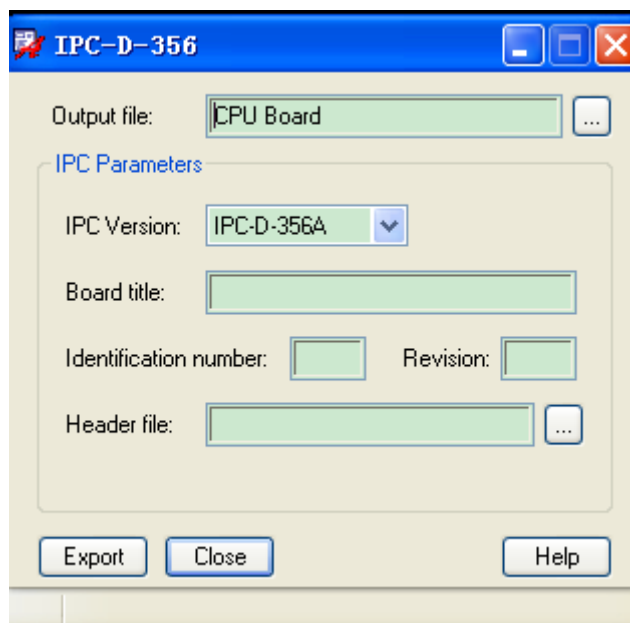 IPC-D-356
Output file: CPU Board ...
IPC Parameters
IPC Version: IPC-D-356A
Board title:
Identification number: Revision:
Header file: ...
Export Close Help